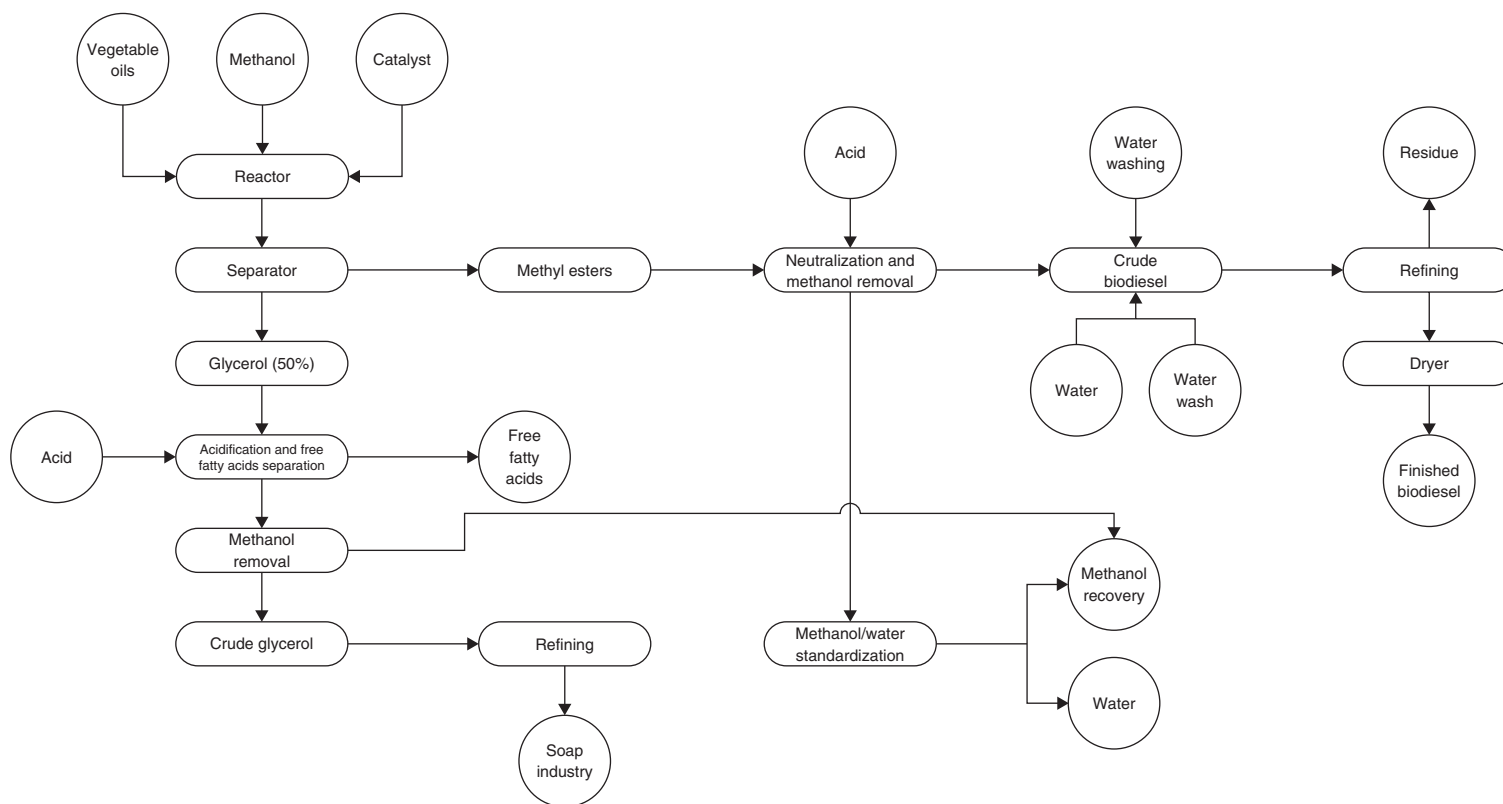 Vegetable
oils
Methanol
Catalyst
Reactor
Acid
Water
washing
Residue
Separator
Methyl esters
Neutralization and
methanol removal
Crude
biodiesel
Refining
Glycerol (50%)
Water
Water
wash
Dryer
Acid
Acidification and free
fatty acids separation
Free
fatty
acids
Finished
biodiesel
Methanol
removal
Methanol
recovery
Crude glycerol
Refining
Methanol/water
standardization
Water
Soap
industry